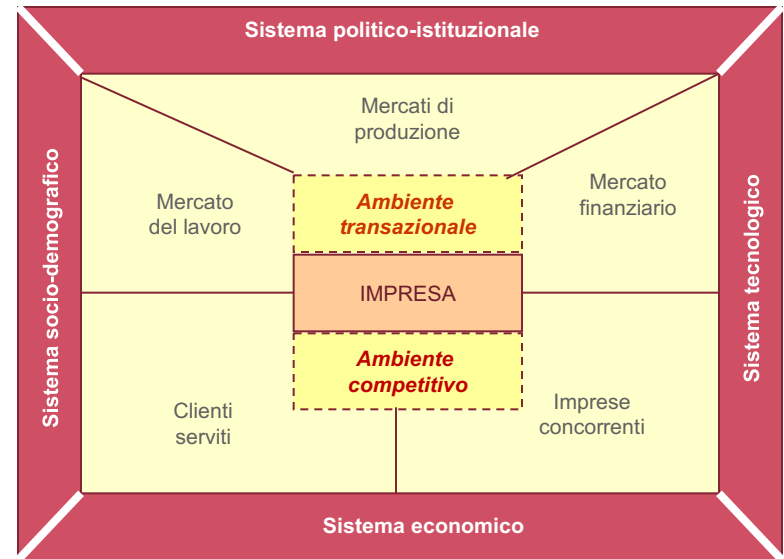 Sistema politico-istituzionale
Sistema socio-demografico
Mercati di
produzione
Mercato
del lavoro
Ambiente
transazionale
Mercato
finanziario
Sistema tecnologico
IMPRESA
Ambiente
competitivo
Clienti
serviti
Imprese
concorrenti
Sistema economico